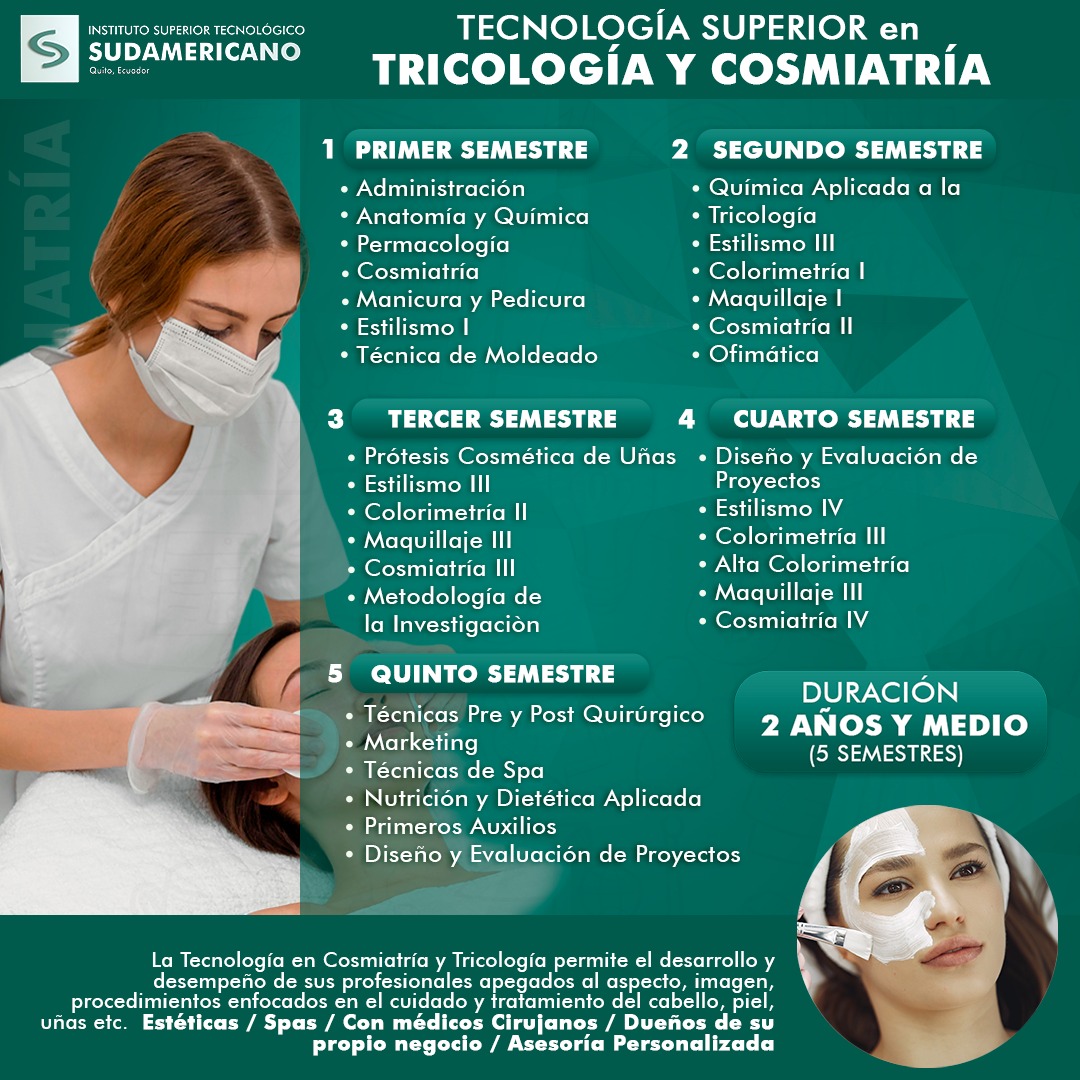 INSTITUTO SUPERIOR TECNOLÓGICO
SUDAMERICANO
Quito, Ecuador
TECNOLOGÍA SUPERIOR en
TRICOLOGÍA Y COSMIATRÍA
IATRÍA
1 PRIMER SEMESTRE
• Administración
• Anatomía y Química
• Permacología
• Cosmiatría
• Manicura y Pedicura
• Estilismo I
• Técnica de Moldeado
2 SEGUNDO SEMESTRE
• Química Aplicada a la
• Tricología
• Estilismo III
• Colorimetría I
• Maquillaje I
• Cosmiatría II
• Ofimática
3 TERCER SEMESTRE
• Prótesis Cosmética de Uñas
• Estilismo III
• Colorimetría II
• Maquillaje III
• Cosmiatría III
• Metodología de
la Investigaciòn
4 CUARTO SEMESTRE
• Diseño y Evaluación de
Proyectos
• Estilismo IV
• Colorimetría III
• Alta Colorimetría
• Maquillaje III
• Cosmiatría IV
5 QUINTO SEMESTRE
• Técnicas Pre y Post Quirúrgico
• Marketing
• Técnicas de Spa
• Nutrición y Dietética Aplicada
• Primeros Auxilios
• Diseño y Evaluación de Proyectos
DURACIÓN
2 AÑOS Y MEDIO
(5 SEMESTRES)
La Tecnología en Cosmiatría y Tricología permite el desarrollo y
desempeño de sus profesionales apegados al aspecto, imagen,
procedimientos enfocados en el cuidado y tratamiento del cabello, piel,
uñas etc. Estéticas / Spas / Con médicos Cirujanos / Dueños de su
propio negocio / Asesoría Personalizada